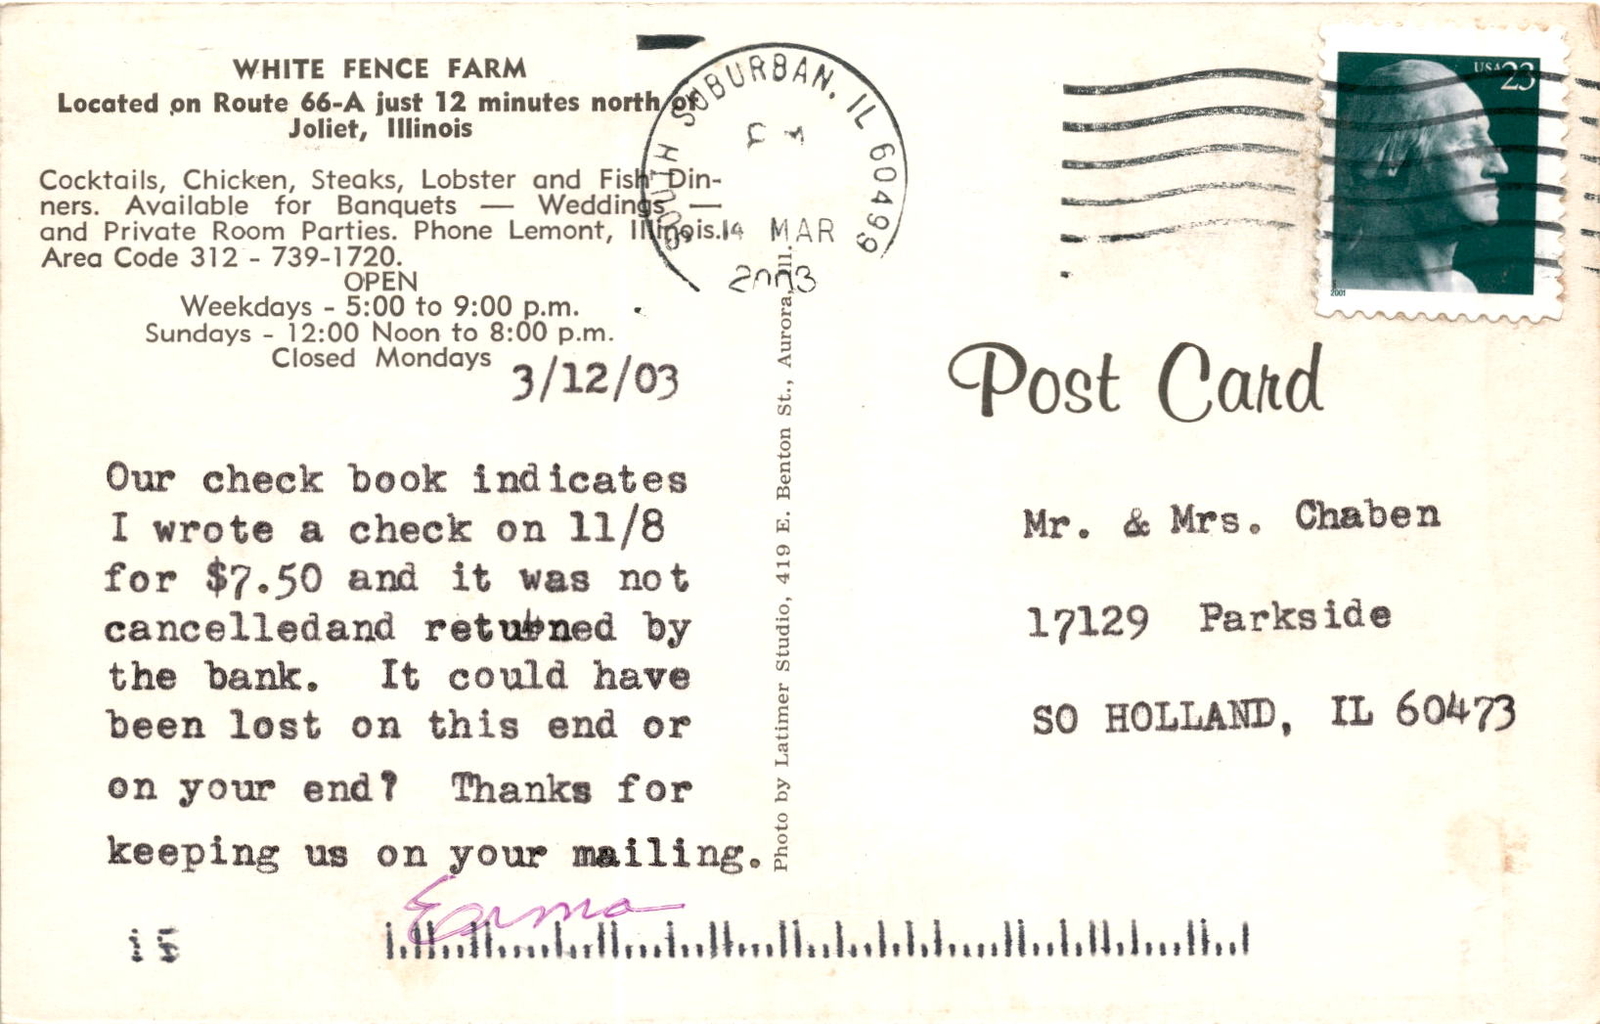 WHITE FENCE FARM
Located on Route 66-A just 12 minutes north of
Joliet, Illinois
Cocktails, Chicken, Steaks, Lobster and Fish Din-
ners. Available for Banquets — Weddings —
and Private Room Parties. Phone Lemont, Illinois.
Area Code 312 - 739-1720.
OPEN
Weekdays - 5:00 to 9:00 p.m.
Sundays - 12:00 Noon to 8:00 p.m.
Closed Mondays
3/12/03
Our check book indicates
I wrote a check on 11/8
for $7.50 and it was not
cancelledand returned by
the bank. It could have
been lost on this end or
on your end? Thanks for
keeping us on your mailing.
Photo by Latimer Studio, 419 E. Benton St., Aurora, Ill.
SOUTH SUBURBAN, IL 60499
14 MAR
2003
USA 23
2001
Post Card
Mr. & Mrs. Chaben
17129 Parkside
SO HOLLAND, IL 60473